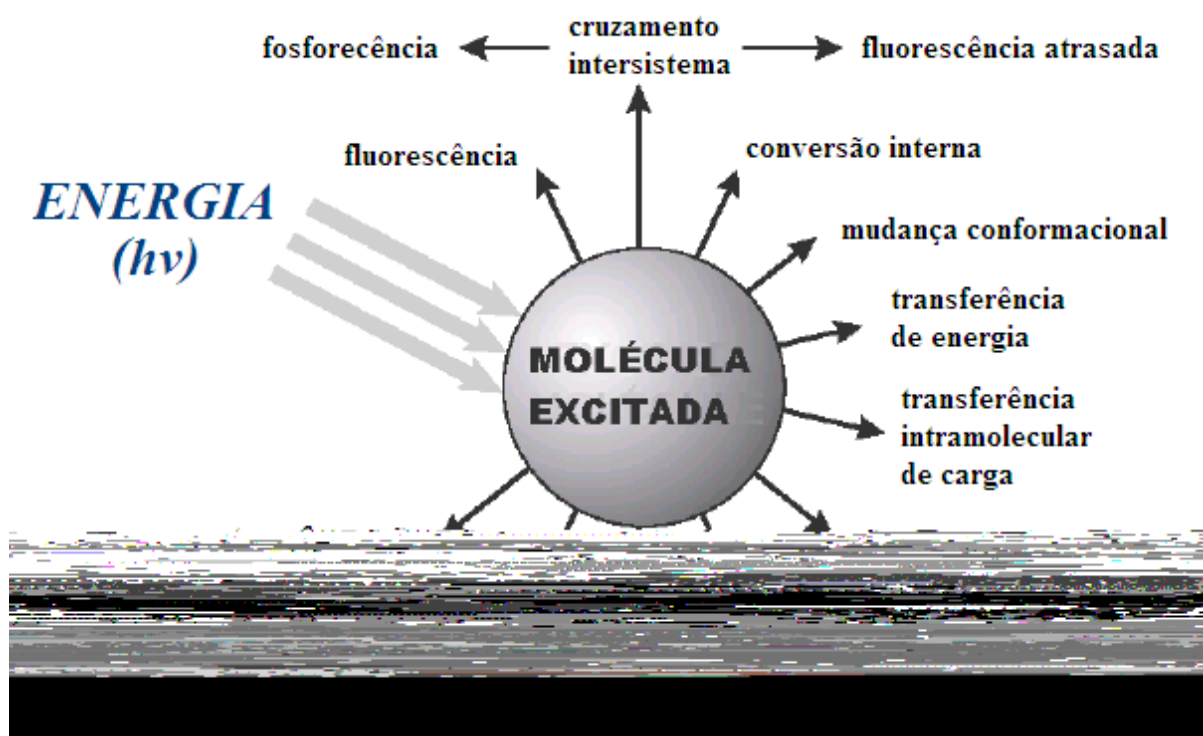 cruzamento
intersistema
fosforecência
fluorescência atrasada
fluorescência
conversão interna
ENERGIA
(hν)
mudança conformacional
transferência
de energia
MOLÉCULA
EXCITADA
transferência
intramolecular
de carga